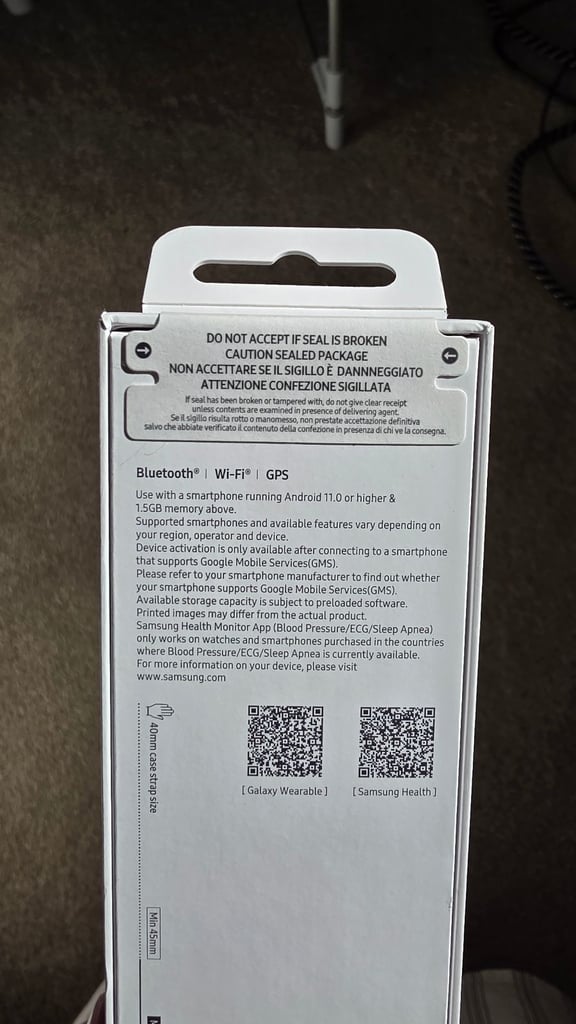 DO NOT ACCEPT IF SEAL IS BROKEN
CAUTION SEALED PACKAGE
NON ACCETTARE SE IL SIGILLO È DANNNEGGIATO
ATTENZIONE CONFEZIONE SIGILLATA
If seal has been broken or tampered with, do not give clear receipt
unless contents are examined in presence of delivering agent.
Se il sigillo risulta rotto o manomesso, non prestate accettazione definitiva
salvo che abbiate verificato il contenuto della confezione in presenza di chi ve la consegna.
Bluetooth® | Wi-Fi® | GPS
Use with a smartphone running Android 11.0 or higher &
1.5GB memory above.
Supported smartphones and available features vary depending on
your region, operator and device.
Device activation is only available after connecting to a smartphone
that supports Google Mobile Services(GMS).
Please refer to your smartphone manufacturer to find out whether
your smartphone supports Google Mobile Services(GMS).
Available storage capacity is subject to preloaded software.
Printed images may differ from the actual product.
Samsung Health Monitor App (Blood Pressure/ECG/Sleep Apnea)
only works on watches and smartphones purchased in the countries
where Blood Pressure/ECG/Sleep Apnea is currently available.
For more information on your device, please visit
www.samsung.com
40mm case strap size
[ Galaxy Wearable ] [ Samsung Health ]
Min 45mm